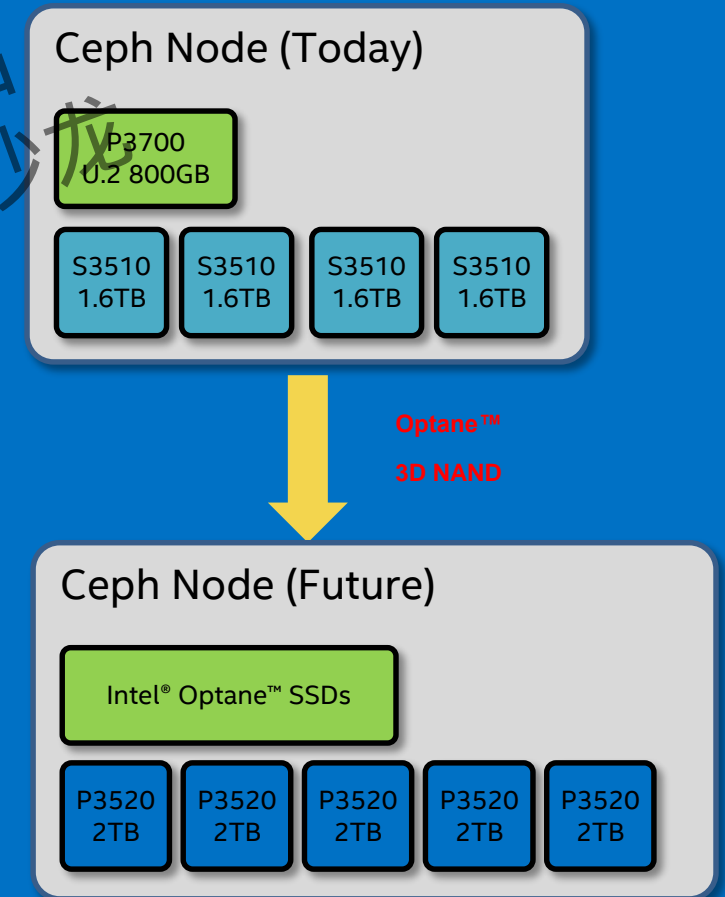 Ceph Node (Today)
P3700
U.2 800GB
S3510
1.6TB
S3510
1.6TB
S3510
1.6TB
S3510
1.6TB
Optane™
3D NAND
Ceph Node (Future)
Intel® Optane™ SSDs
P3520
2TB
P3520
2TB
P3520
2TB
P3520
2TB
P3520
2TB